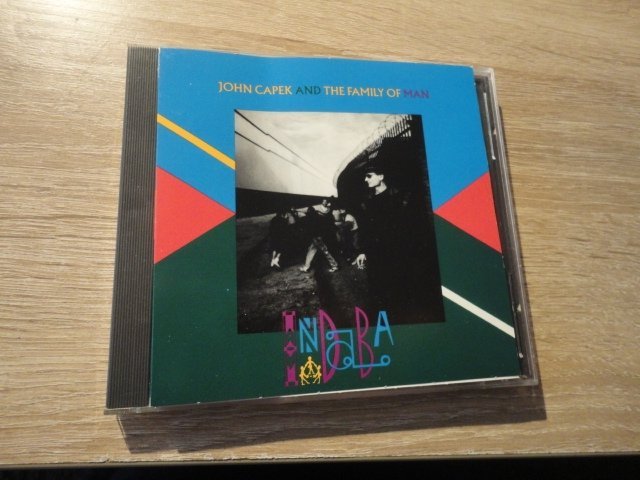 JOHN CAPEK AND THE FAMILY OF MAN
INDABA